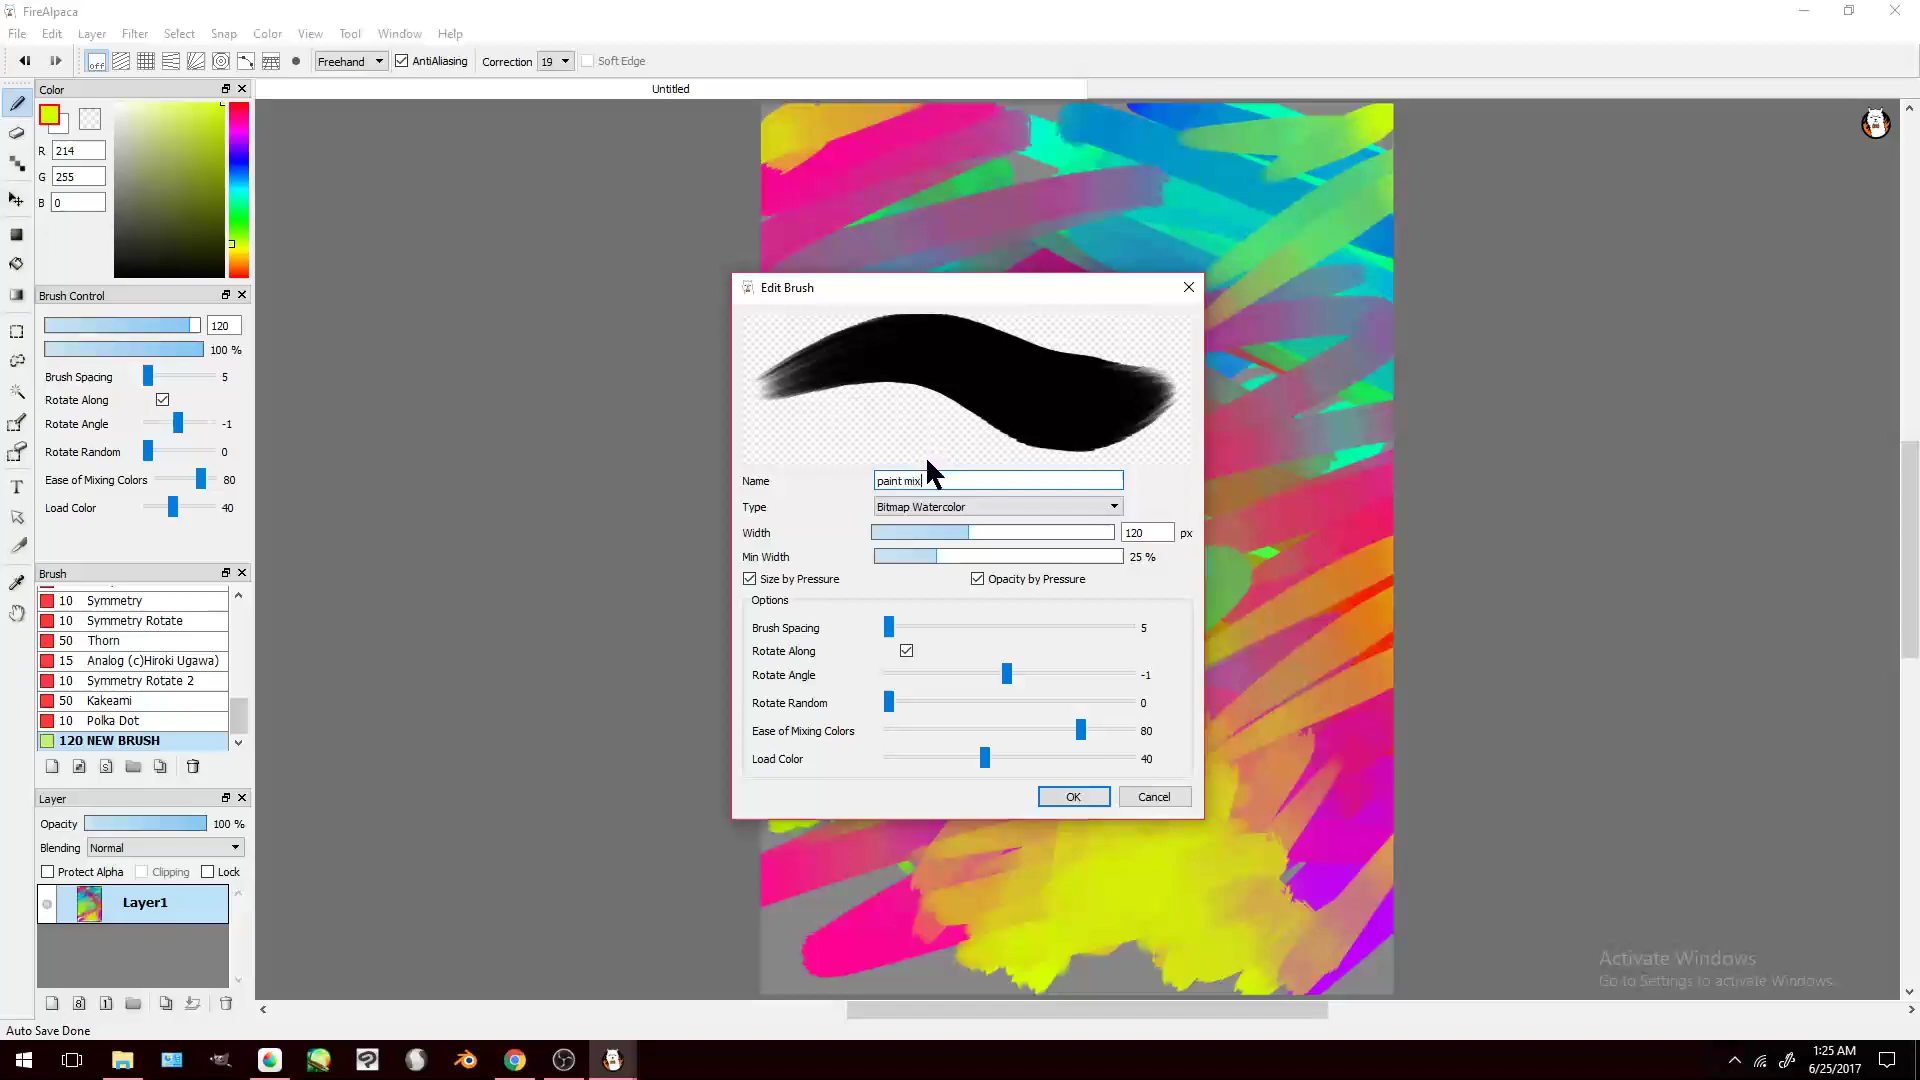 FireAlpaca
File Edit Layer Filter Select Snap Color View Tool Window Help
off Freehand AntiAliasing Correction 19 Soft Edge
Color
Untitled
R 214
G 255
B 0
Brush Control
120
100 %
Brush Spacing 5
Rotate Along
Rotate Angle -1
Rotate Random 0
Ease of Mixing Colors 80
Load Color 40
Brush
10 Symmetry
10 Symmetry Rotate
50 Thorn
15 Analog (c)Hiroki Ugawa)
10 Symmetry Rotate 2
50 Kakeami
10 Polka Dot
120 NEW BRUSH
S
Layer
Opacity 100 %
Blending Normal
Protect Alpha Clipping Lock
Layer1
8 1
Auto Save Done
Edit Brush
Name paint mix
Type Bitmap Watercolor
Width 120 px
Min Width 25 %
Size by Pressure Opacity by Pressure
Options
Brush Spacing 5
Rotate Along
Rotate Angle -1
Rotate Random 0
Ease of Mixing Colors 80
Load Color 40
OK Cancel
Activate Windows
Go to Settings to activate Windows.
1:25 AM
6/25/2017